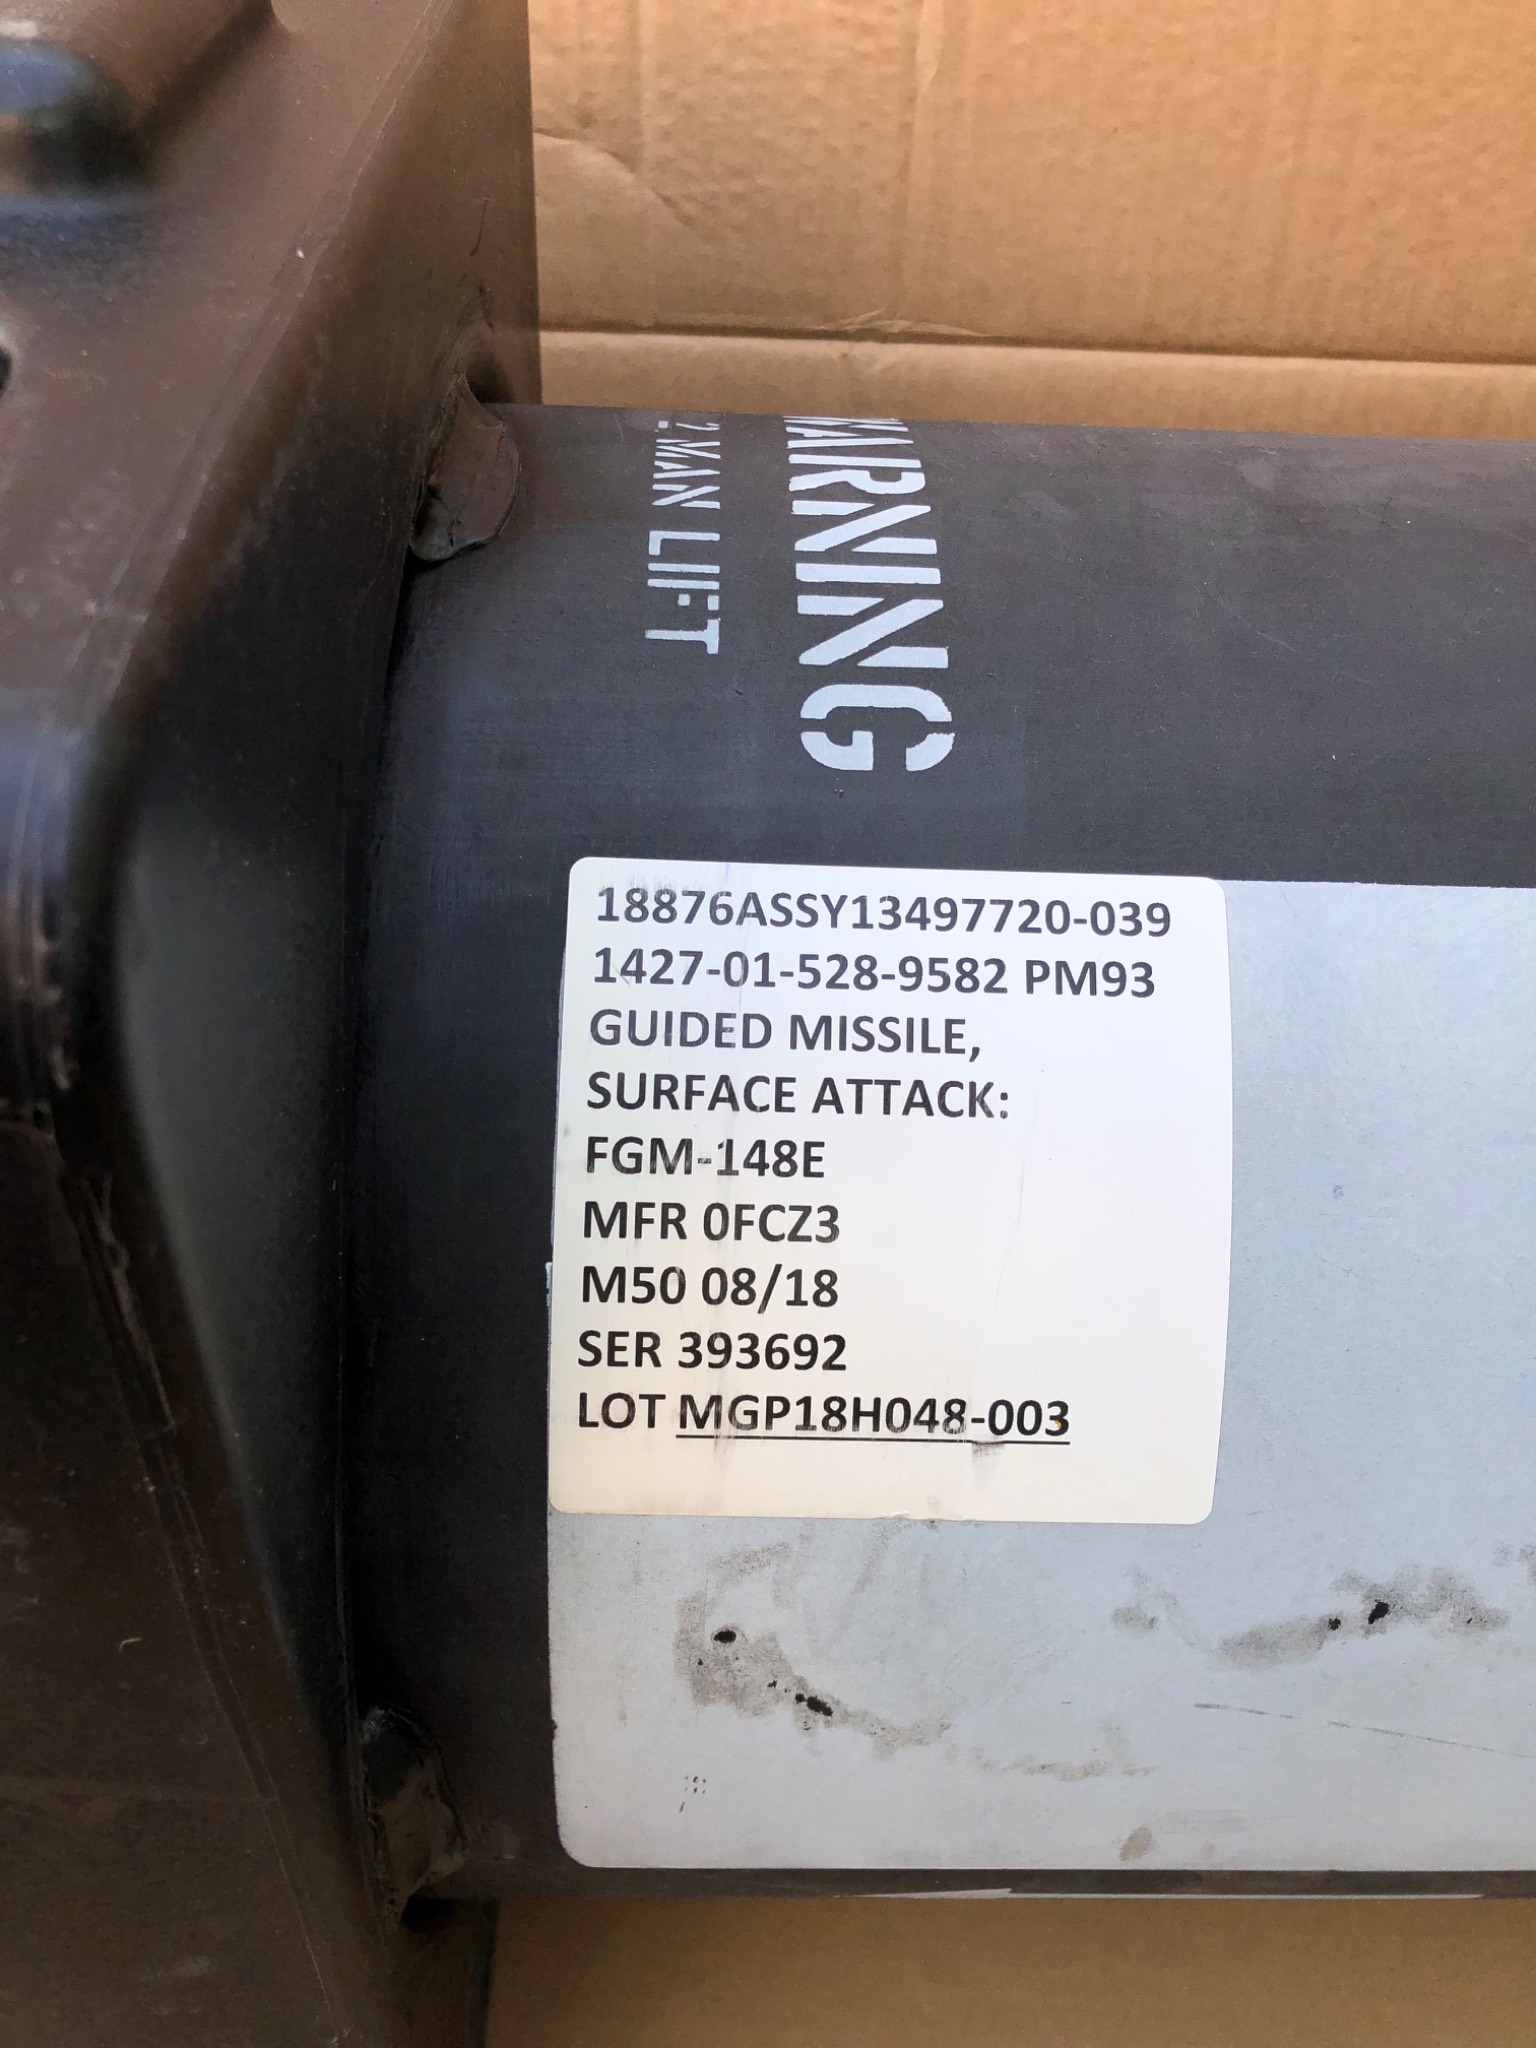 WARNING
2 MAN LIFT
18876ASSY13497720-039
1427-01-528-9582 PM93
GUIDED MISSILE,
SURFACE ATTACK:
FGM-148E
MFR 0FCZ3
M50 08/18
SER 393692
LOT MGP18H048-003